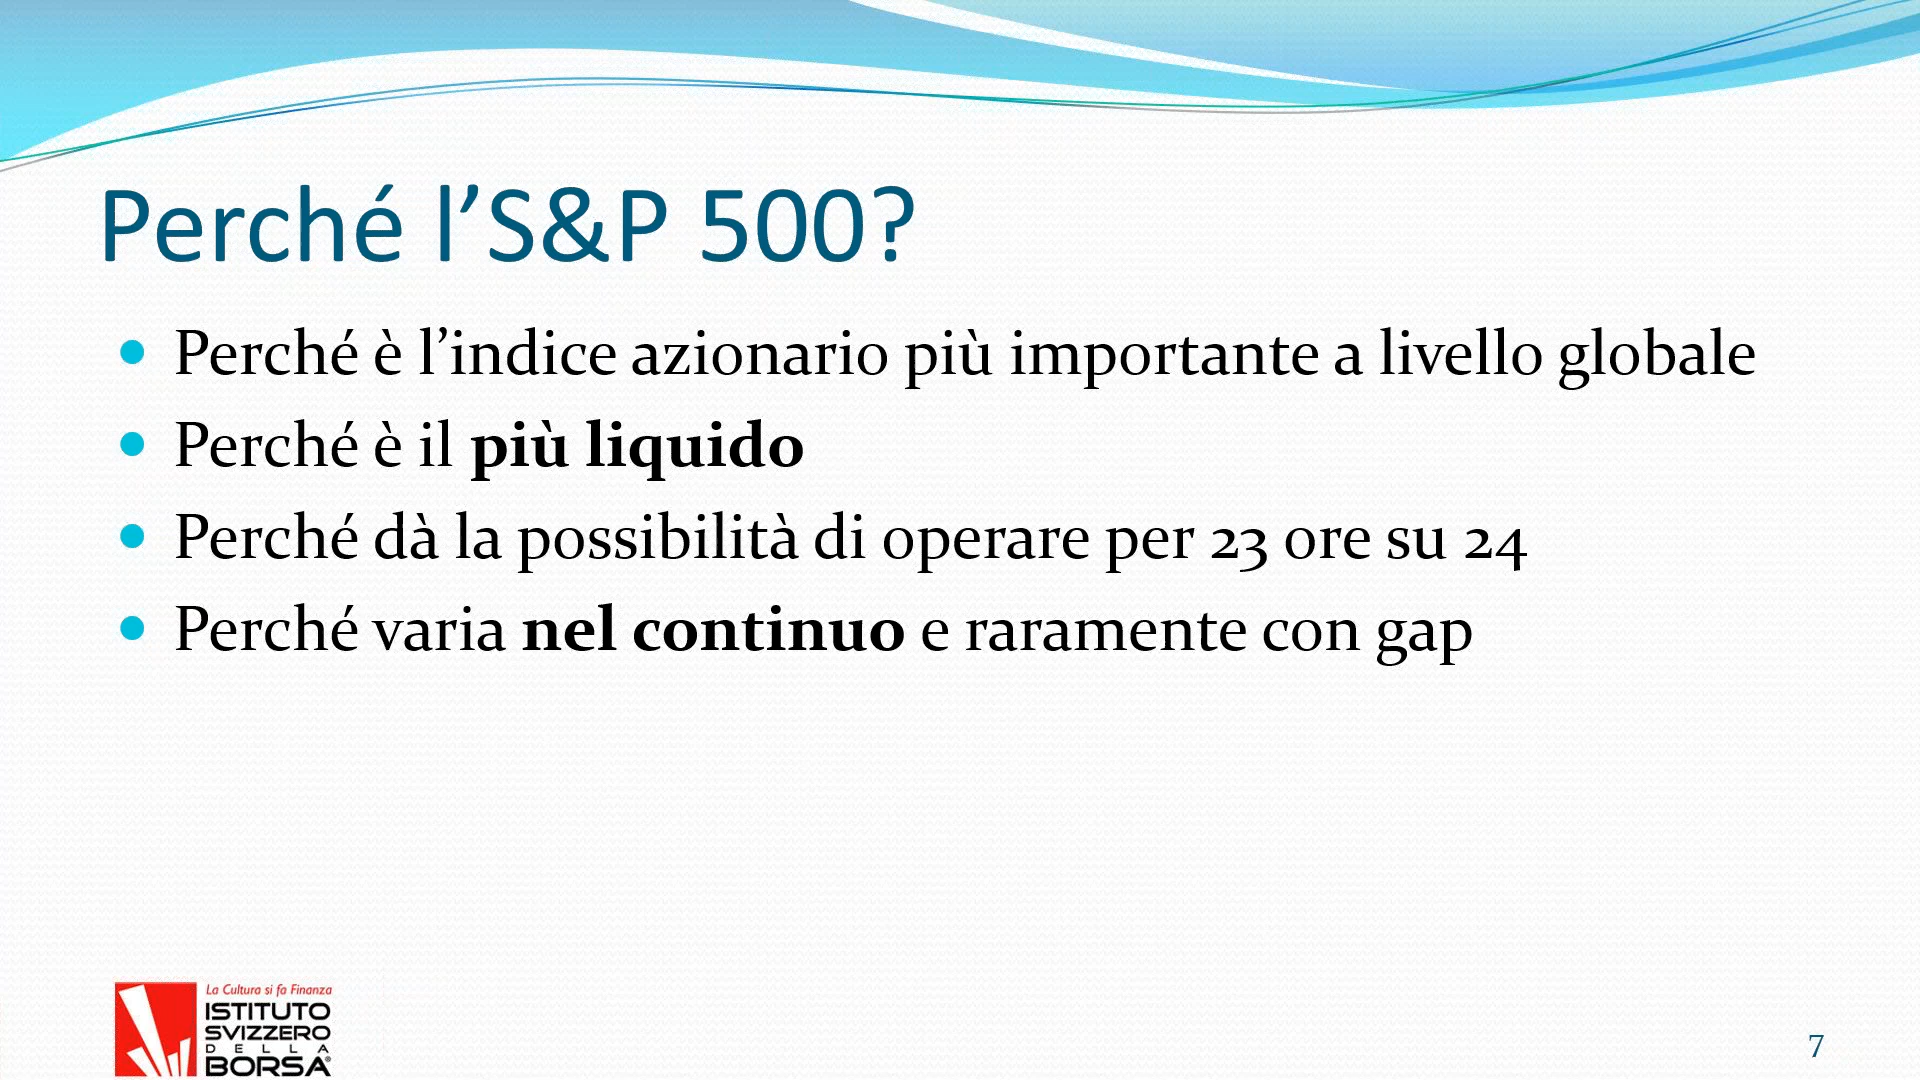 Perché l’S&P 500?
Perché è l’indice azionario più importante a livello globale
Perché è il più liquido
Perché dà la possibilità di operare per 23 ore su 24
Perché varia nel continuo e raramente con gap
La Cultura si fa Finanza
ISTITUTO
SVIZZERO
DELLA
BORSA®
7